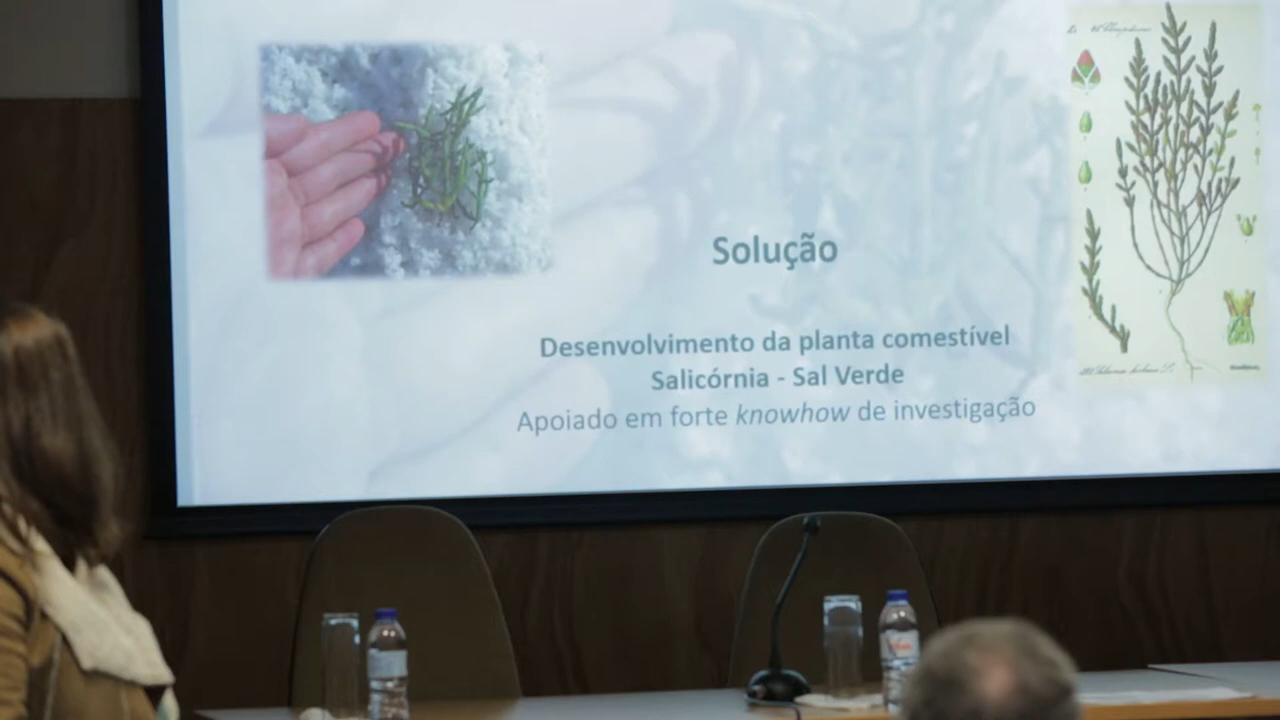 Solução
Desenvolvimento da planta comestível
Salicórnia - Sal Verde
Apoiado em forte knowhow de investigação